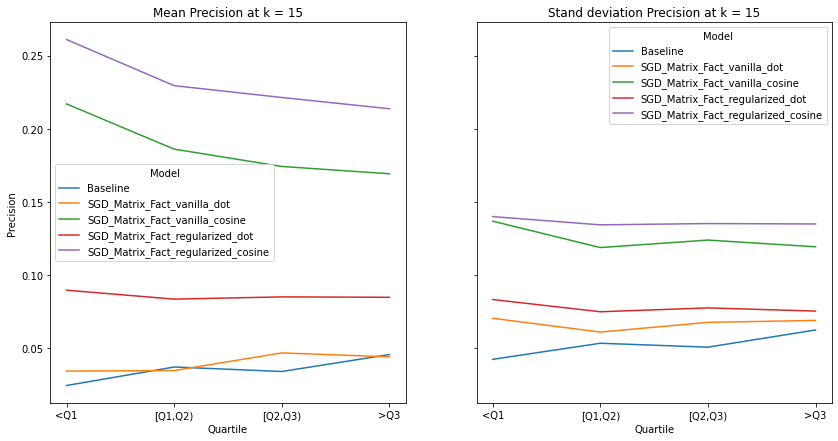 Mean Precision at k = 15
Precision
0.25
0.20
0.15
0.10
0.05
Model
Baseline
SGD_Matrix_Fact_vanilla_dot
SGD_Matrix_Fact_vanilla_cosine
SGD_Matrix_Fact_regularized_dot
SGD_Matrix_Fact_regularized_cosine
<Q1 [Q1,Q2) [Q2,Q3) >Q3
Quartile
Stand deviation Precision at k = 15
Model
Baseline
SGD_Matrix_Fact_vanilla_dot
SGD_Matrix_Fact_vanilla_cosine
SGD_Matrix_Fact_regularized_dot
SGD_Matrix_Fact_regularized_cosine
<Q1 [Q1,Q2) [Q2,Q3) >Q3
Quartile